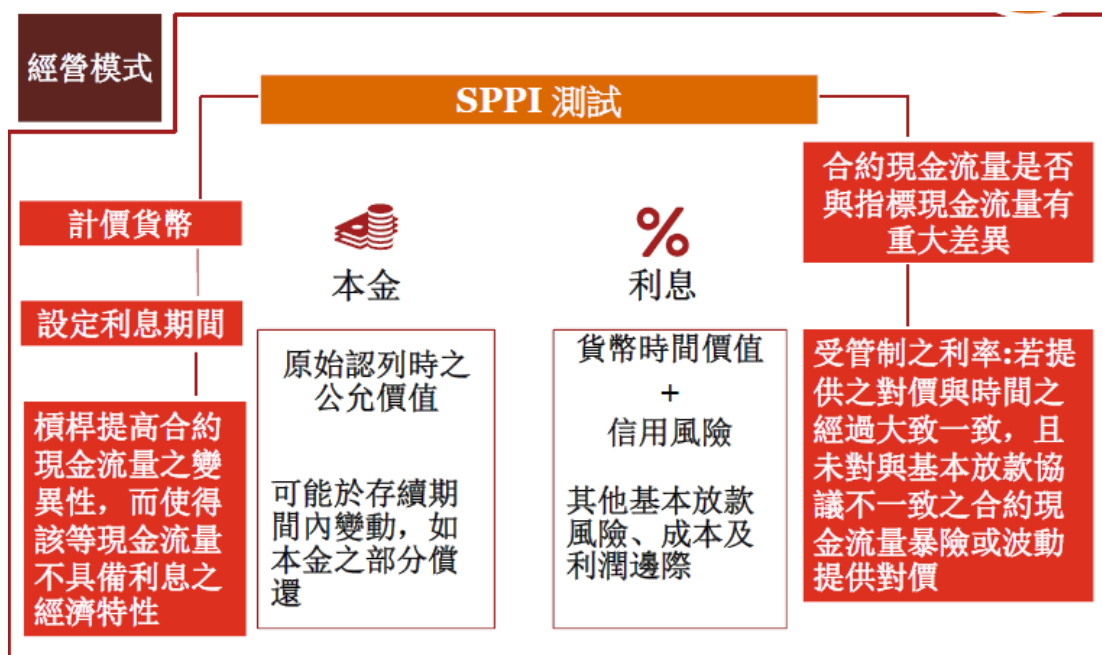 經營模式
SPPI 測試
計價貨幣
設定利息期間
槓桿提高合約
現金流量之變
異性，而使得
該等現金流量
不具備利息之
經濟特性
本金
原始認列時之
公允價值
可能於存續期
間內變動，如
本金之部分償
還
%
利息
貨幣時間價值
+
信用風險
其他基本放款
風險、成本及
利潤邊際
合約現金流量是否
與指標現金流量有
重大差異
受管制之利率:若提
供之對價與時間之
經過大致一致，且
未對與基本放款協
議不一致之合約現
金流量暴險或波動
提供對價